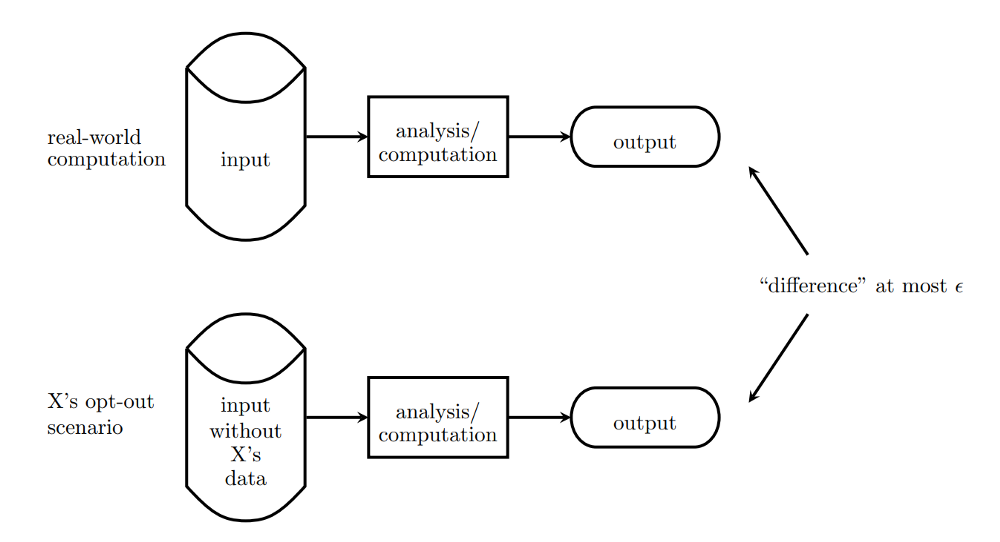 real-world
computation
input
analysis/
computation
output
“difference” at most ϵ
X’s opt-out
scenario
input
without
X’s
data
analysis/
computation
output